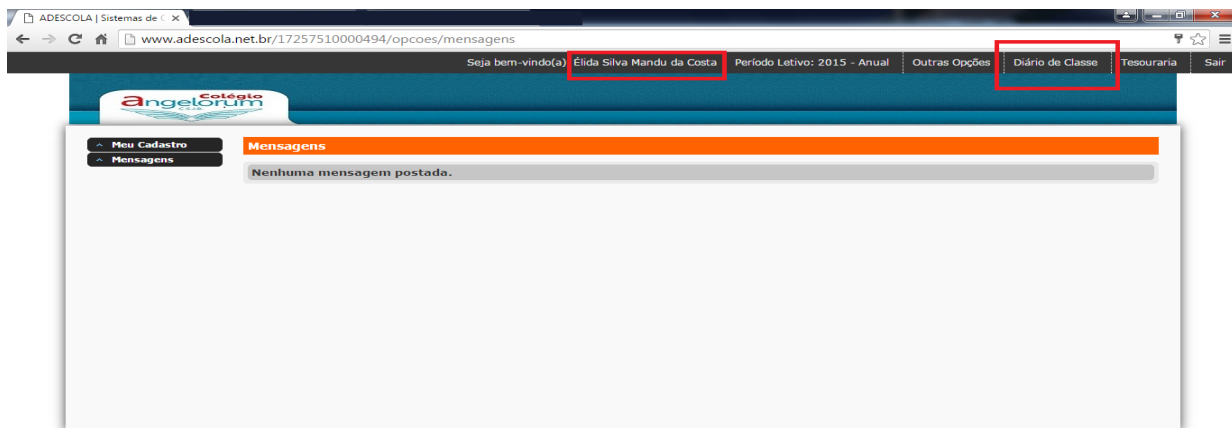 ADESCOLA | Sistemas de
www.adescola.net.br/17257510000494/opcoes/mensagens
Seja bem-vindo(a) Élida Silva Mandu da Costa Período Letivo: 2015 - Anual Outras Opções Diário de Classe Tesouraria Sair
Colégio
angelorum
Meu Cadastro
Mensagens
Mensagens
Nenhuma mensagem postada.